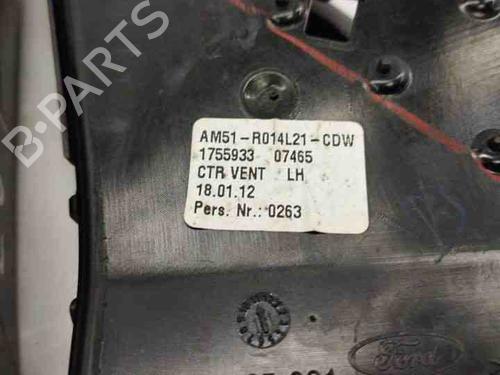 AM51-R014L21-CDW
1755933 07465
CTR VENT LH
18.01.12
Pers. Nr.: 0263
Ford
B-PARTS